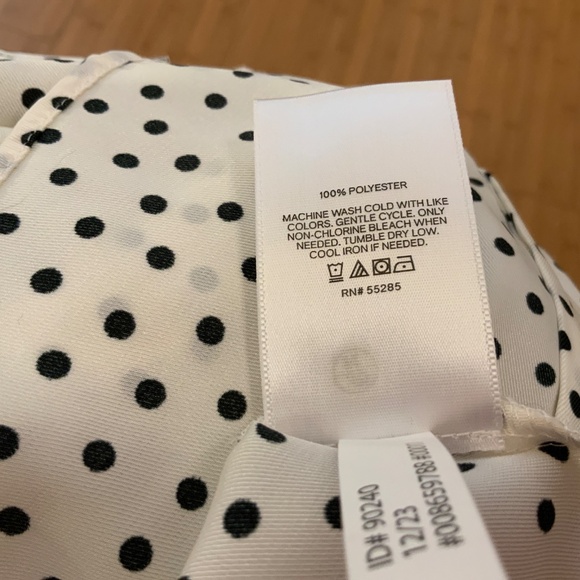 100% POLYESTER
MACHINE WASH COLD WITH LIKE
COLORS. GENTLE CYCLE. ONLY
NON-CHLORINE BLEACH WHEN
NEEDED. TUMBLE DRY LOW.
COOL IRON IF NEEDED.
RN# 55285
ID# 90240
12/23
#008659788